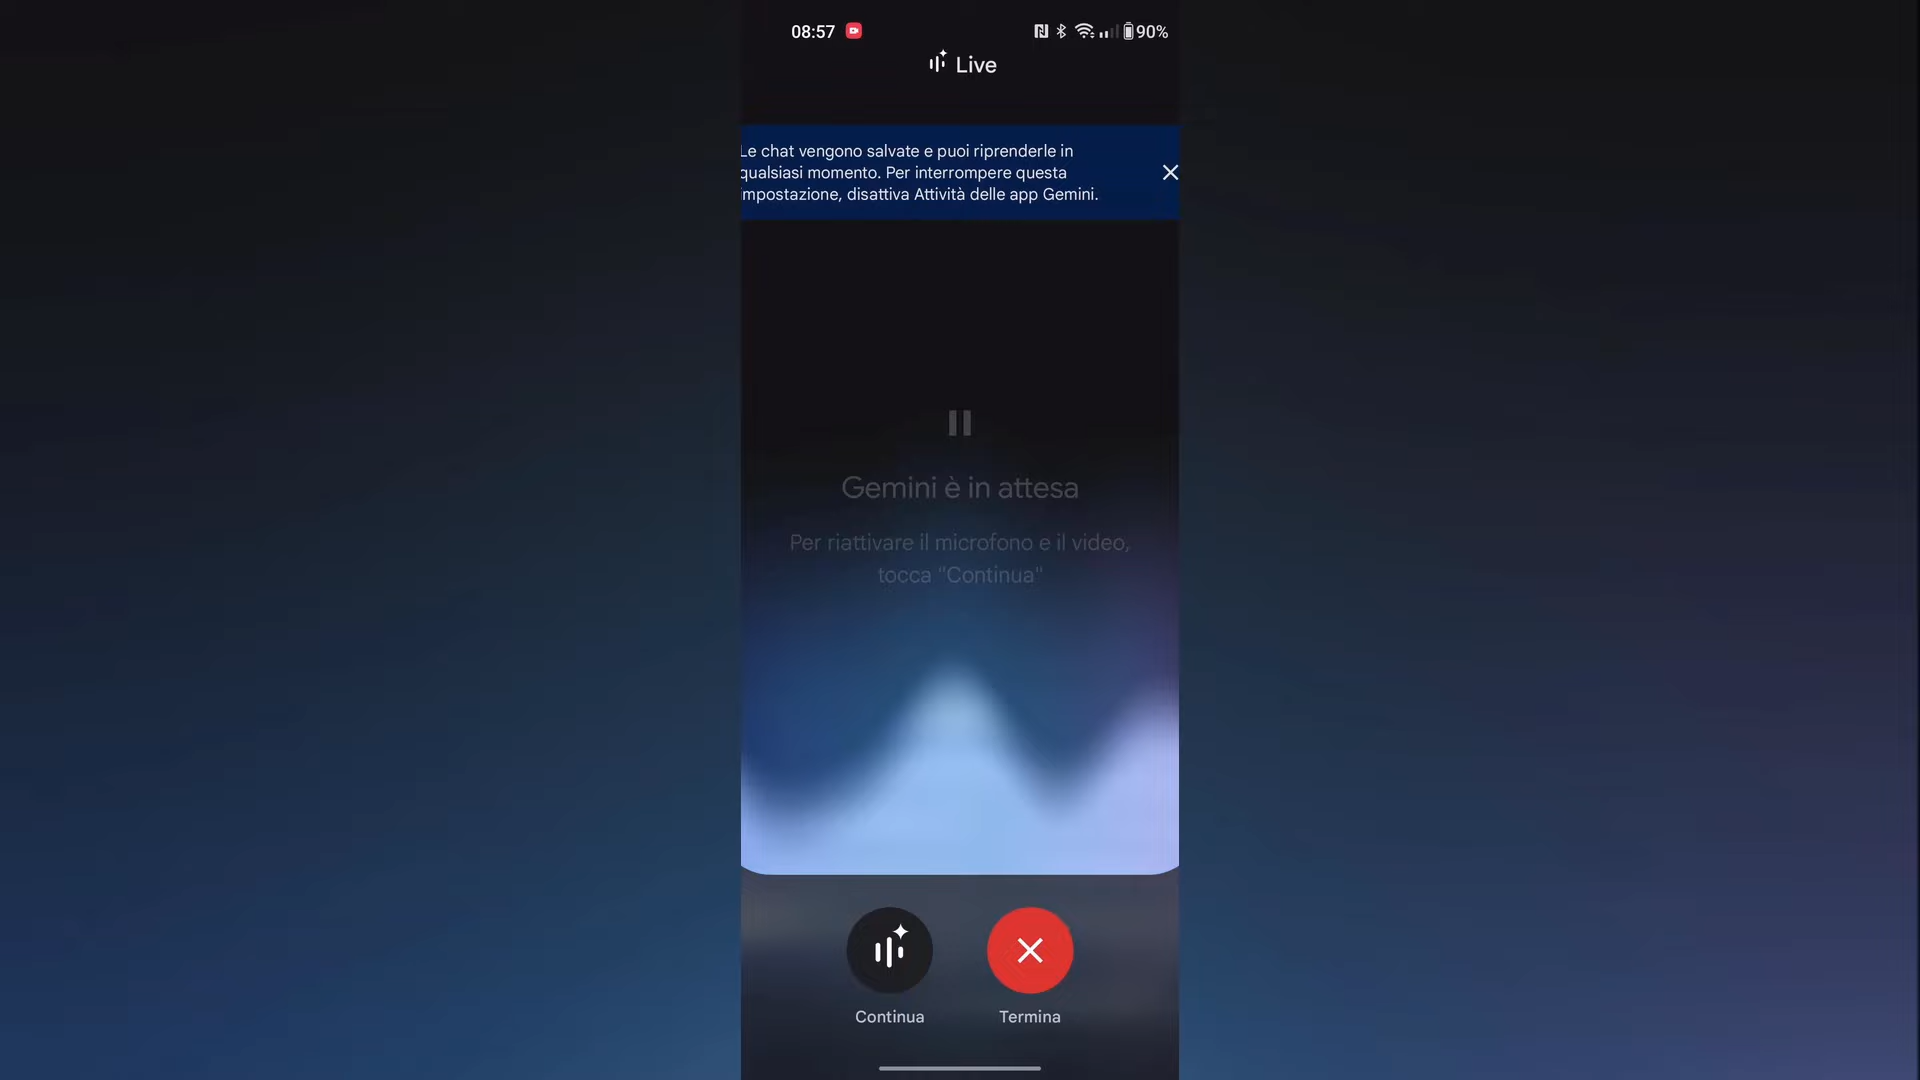 08:57
90%
Live
Le chat vengono salvate e puoi riprenderle in
qualsiasi momento. Per interrompere questa
impostazione, disattiva Attività delle app Gemini.
Gemini è in attesa
Per riattivare il microfono e il video,
tocca "Continua"
Continua
Termina